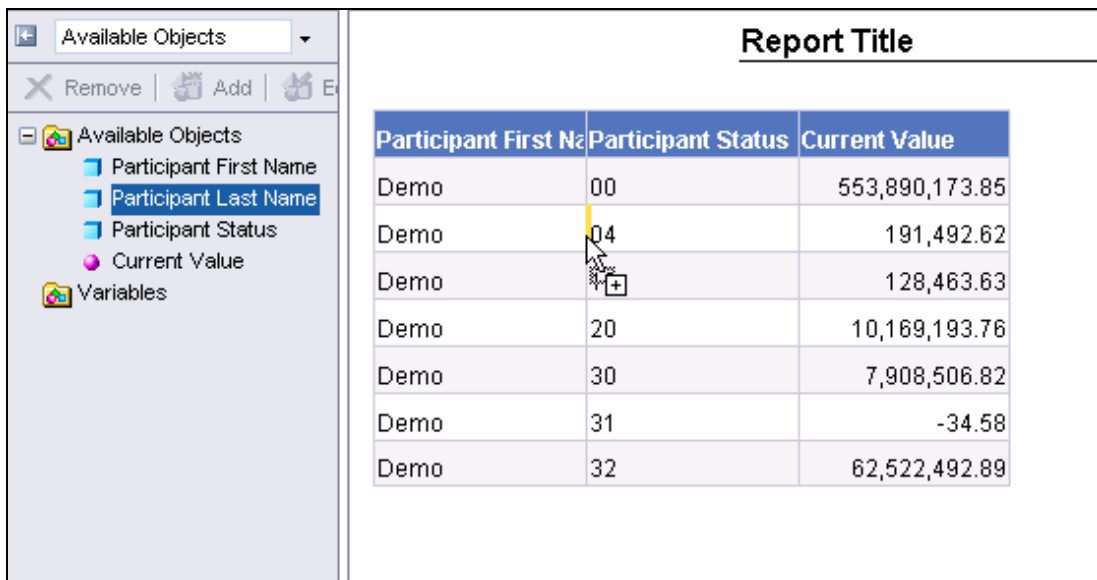 Available Objects
Remove | Add | E
Available Objects
Participant First Name
Participant Last Name
Participant Status
Current Value
Variables
Report Title
Participant First Na Participant Status Current Value
Demo 00 553,890,173.85
Demo 04 191,492.62
Demo 128,463.63
Demo 20 10,169,193.76
Demo 30 7,908,506.82
Demo 31 -34.58
Demo 32 62,522,492.89